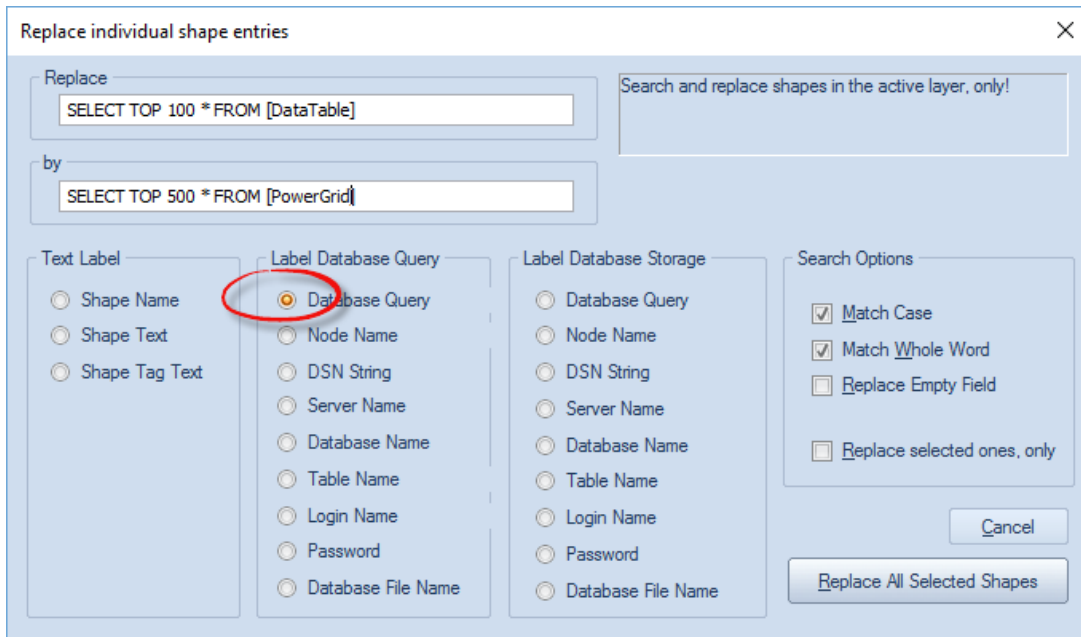 Replace individual shape entries
Replace
SELECT TOP 100 * FROM [DataTable]
Search and replace shapes in the active layer, only!
by
SELECT TOP 500 * FROM [PowerGrid]
Text Label
Shape Name
Shape Text
Shape Tag Text
Label Database Query
Database Query
Node Name
DSN String
Server Name
Database Name
Table Name
Login Name
Password
Database File Name
Label Database Storage
Database Query
Node Name
DSN String
Server Name
Database Name
Table Name
Login Name
Password
Database File Name
Search Options
Match Case
Match Whole Word
Replace Empty Field
Replace selected ones, only
Cancel
Replace All Selected Shapes